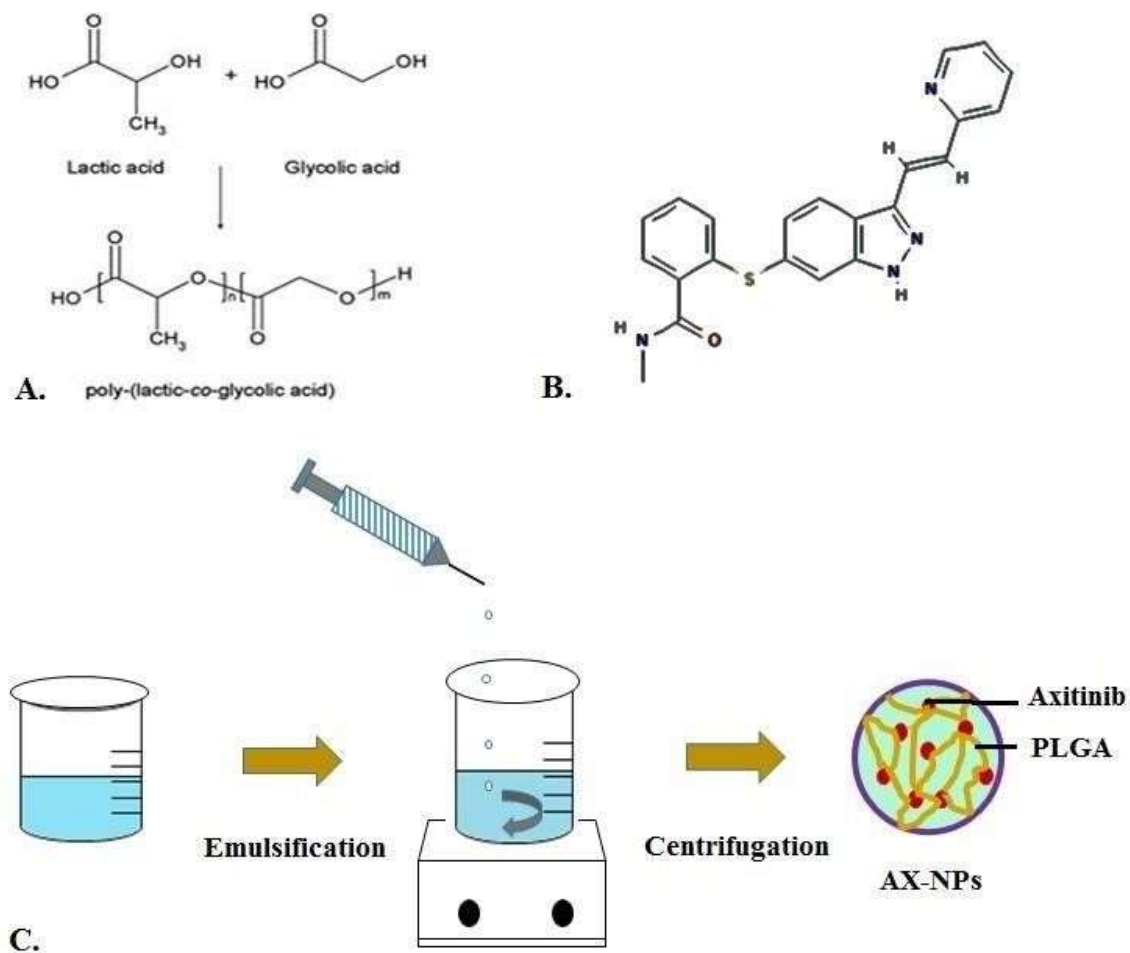 O
HO
OH
CH3
+
O
HO
OH
Lactic acid
Glycolic acid
O
HO
[
O
]n
[
O
]m
H
CH3
O
poly-(lactic-co-glycolic acid)
A.
N
H
H
N
N
H
S
H
N
O
B.
Emulsification
Centrifugation
Axitinib
PLGA
AX-NPs
C.